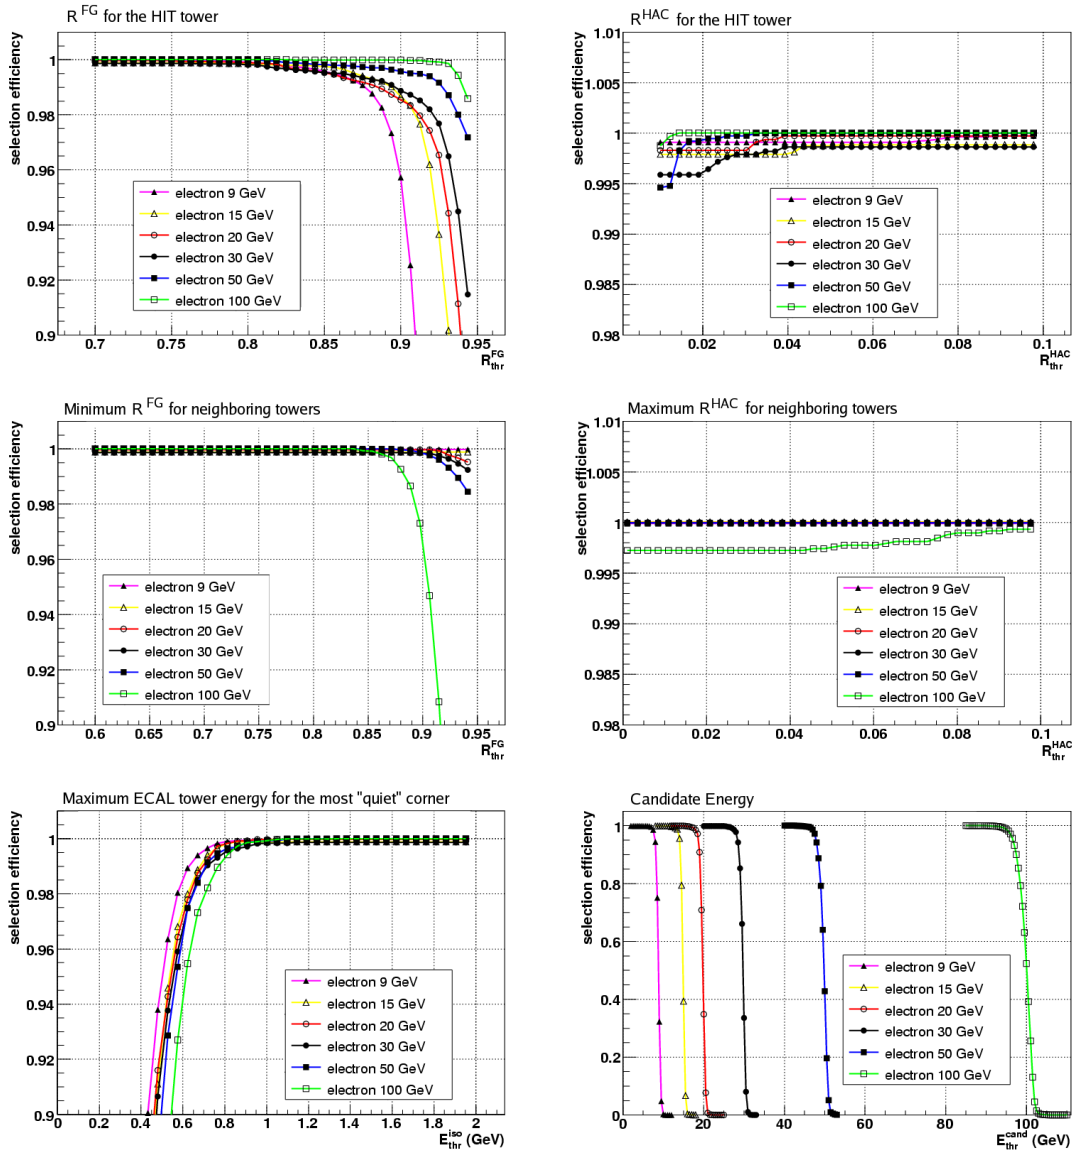 R FG for the HIT tower
selection efficiency
1
0.98
0.96
0.94
0.92
0.9
electron 9 GeV
electron 15 GeV
electron 20 GeV
electron 30 GeV
electron 50 GeV
electron 100 GeV
0.7 0.75 0.8 0.85 0.9 0.95
R FG thr
R HAC for the HIT tower
selection efficiency
1.01
1.005
1
0.995
0.99
0.985
0.98
electron 9 GeV
electron 15 GeV
electron 20 GeV
electron 30 GeV
electron 50 GeV
electron 100 GeV
0.02 0.04 0.06 0.08 0.1
R HAC thr
Minimum R FG for neighboring towers
selection efficiency
1
0.98
0.96
0.94
0.92
0.9
electron 9 GeV
electron 15 GeV
electron 20 GeV
electron 30 GeV
electron 50 GeV
electron 100 GeV
0.6 0.65 0.7 0.75 0.8 0.85 0.9 0.95
R FG thr
Maximum R HAC for neighboring towers
selection efficiency
1.01
1.005
1
0.995
0.99
0.985
0.98
electron 9 GeV
electron 15 GeV
electron 20 GeV
electron 30 GeV
electron 50 GeV
electron 100 GeV
0 0.02 0.04 0.06 0.08 0.1
R HAC thr
Maximum ECAL tower energy for the most "quiet" corner
selection efficiency
1
0.98
0.96
0.94
0.92
0.9
electron 9 GeV
electron 15 GeV
electron 20 GeV
electron 30 GeV
electron 50 GeV
electron 100 GeV
0 0.2 0.4 0.6 0.8 1 1.2 1.4 1.6 1.8 2
E iso thr (GeV)
Candidate Energy
selection efficiency
1
0.8
0.6
0.4
0.2
0
electron 9 GeV
electron 15 GeV
electron 20 GeV
electron 30 GeV
electron 50 GeV
electron 100 GeV
0 20 40 60 80 100
E cand thr (GeV)